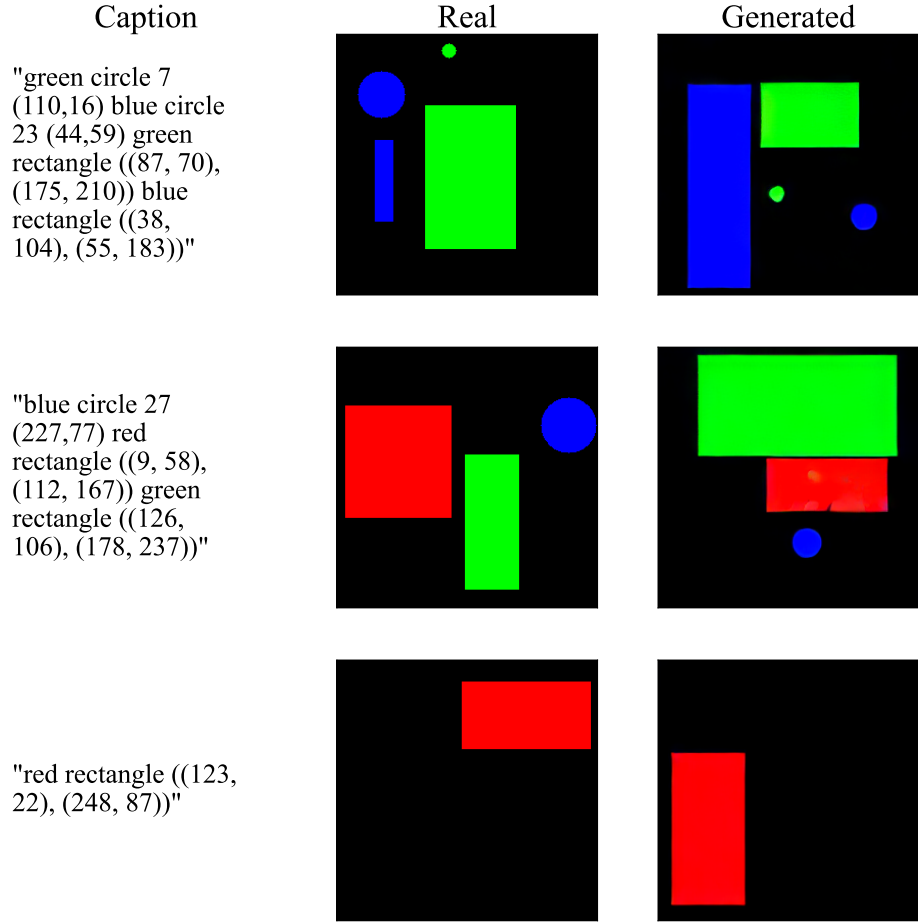 Caption Real Generated
"green circle 7
(110,16) blue circle
23 (44,59) green
rectangle ((87, 70),
(175, 210)) blue
rectangle ((38,
104), (55, 183))"
"blue circle 27
(227,77) red
rectangle ((9, 58),
(112, 167)) green
rectangle ((126,
106), (178, 237))"
"red rectangle ((123,
22), (248, 87))"